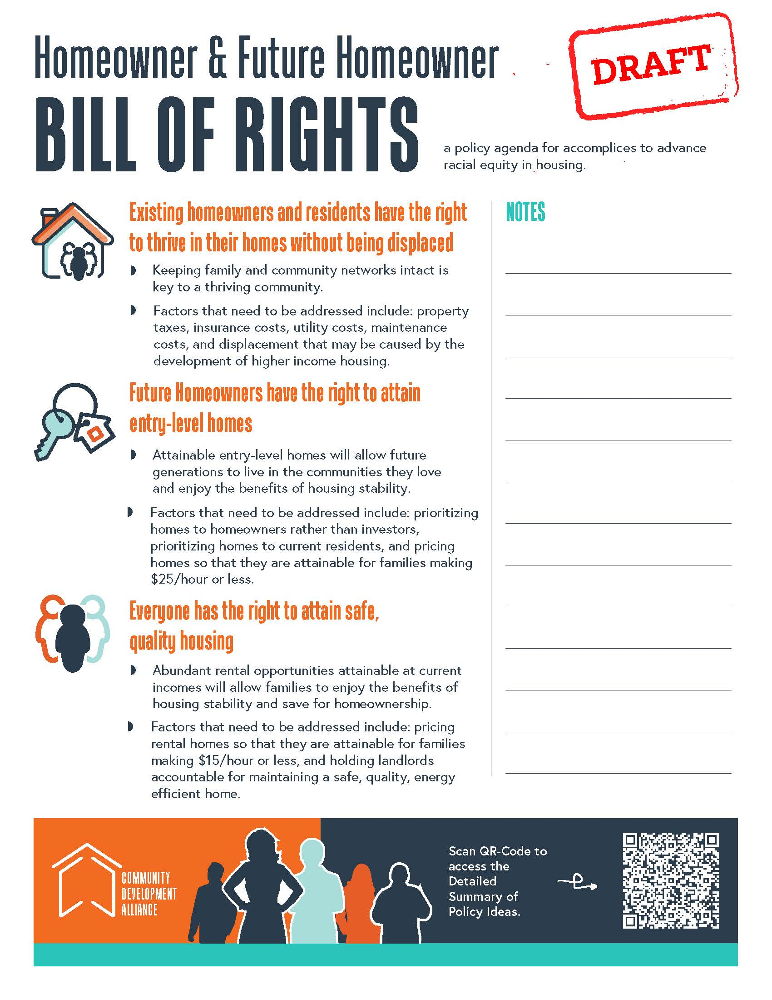 Homeowner & Future Homeowner
DRAFT
BILL OF RIGHTS
a policy agenda for accomplices to advance
racial equity in housing.
Existing homeowners and residents have the right
to thrive in their homes without being displaced
Keeping family and community networks intact is
key to a thriving community.
Factors that need to be addressed include: property
taxes, insurance costs, utility costs, maintenance
costs, and displacement that may be caused by the
development of higher income housing.
Future Homeowners have the right to attain
entry-level homes
Attainable entry-level homes will allow future
generations to live in the communities they love
and enjoy the benefits of housing stability.
Factors that need to be addressed include: prioritizing
homes to homeowners rather than investors,
prioritizing homes to current residents, and pricing
homes so that they are attainable for families making
$25/hour or less.
Everyone has the right to attain safe,
quality housing
Abundant rental opportunities attainable at current
incomes will allow families to enjoy the benefits of
housing stability and save for homeownership.
Factors that need to be addressed include: pricing
rental homes so that they are attainable for families
making $15/hour or less, and holding landlords
accountable for maintaining a safe, quality, energy
efficient home.
NOTES
COMMUNITY
DEVELOPMENT
ALLIANCE
Scan QR-Code to
access the
Detailed
Summary of
Policy Ideas.